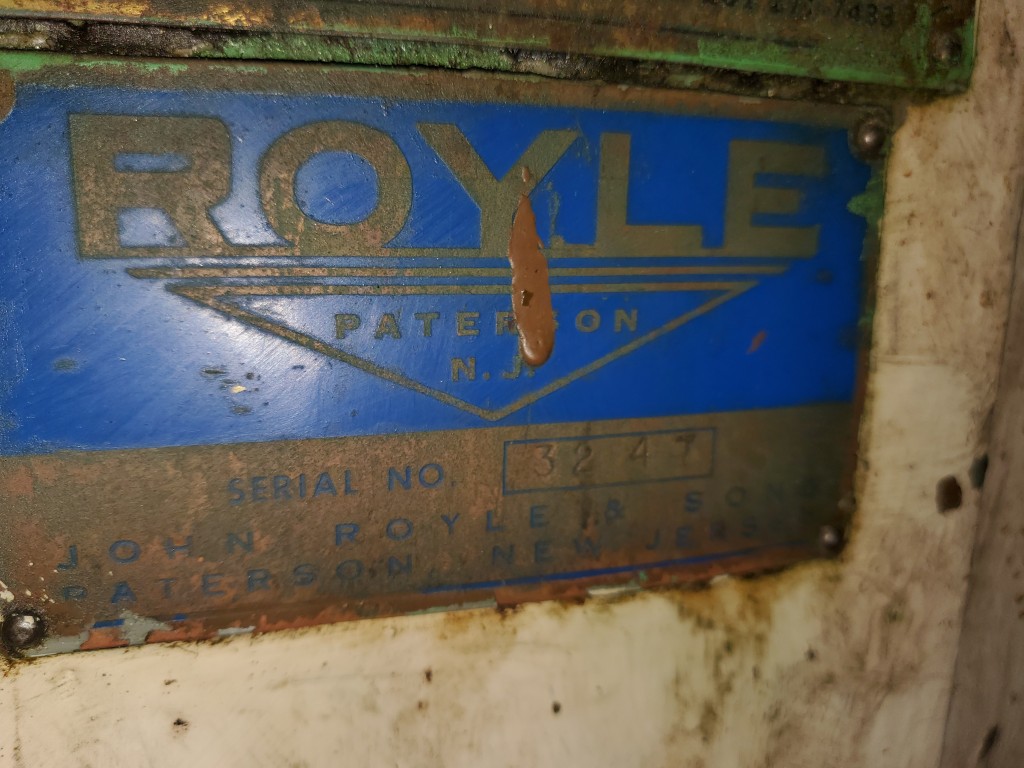 ROYLE
PATERSON
N.J.
SERIAL NO. 3247
JOHN ROYLE & SONS
PATERSON, NEW JERSEY